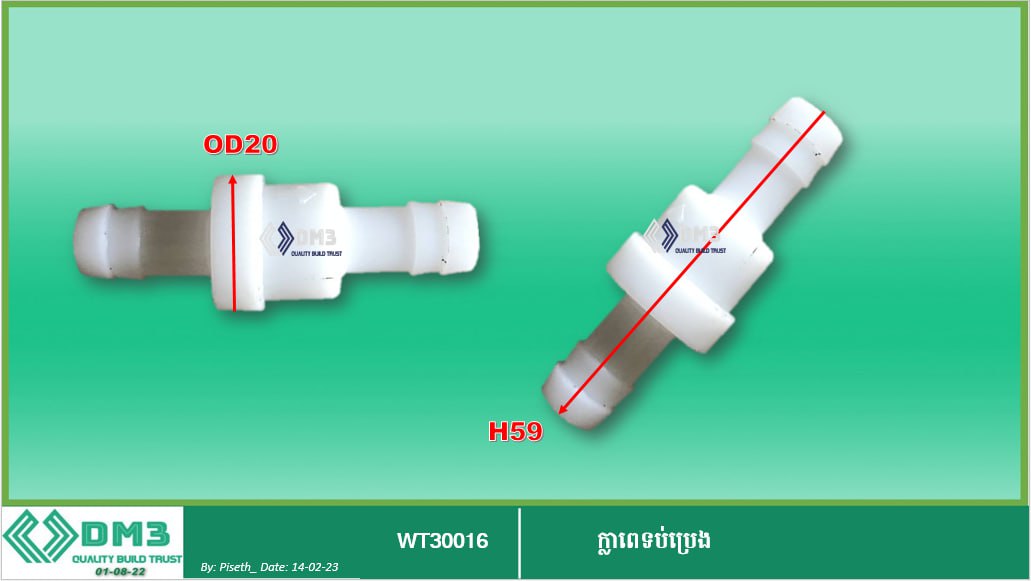 OD20
DM3
QUALITY BUILD TRUST
DM3
QUALITY BUILD TRUST
H59
DM3
QUALITY BUILD TRUST
01-08-22
By: Piseth_ Date: 14-02-23
WT30016
ក្លាពេទប់ប្រេង